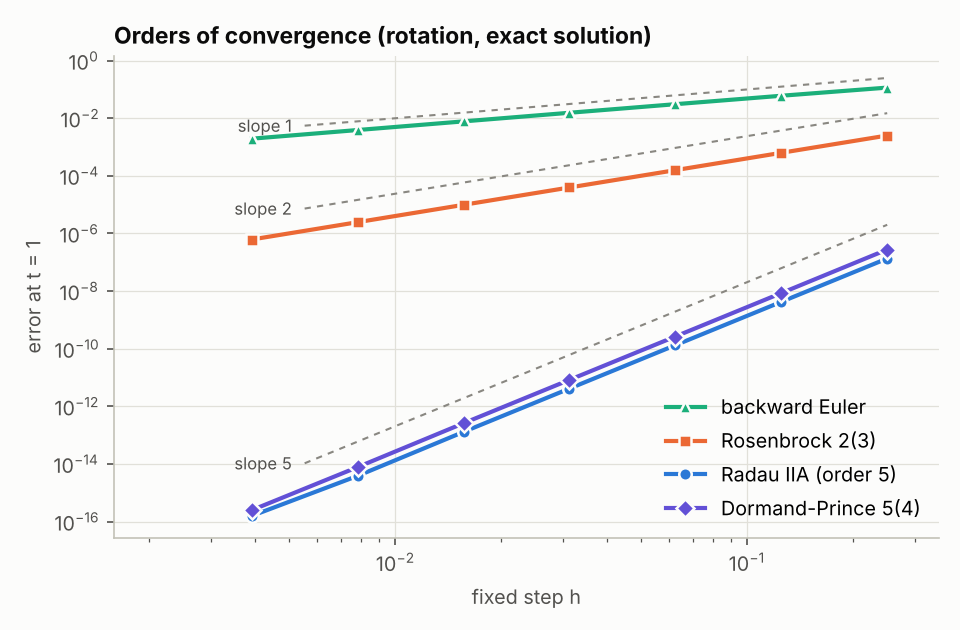 Orders of convergence (rotation, exact solution)
10⁰
10⁻²
10⁻⁴
10⁻⁶
10⁻⁸
10⁻¹⁰
10⁻¹²
10⁻¹⁴
10⁻¹⁶
error at t = 1
slope 1
slope 2
slope 5
backward Euler
Rosenbrock 2(3)
Radau IIA (order 5)
Dormand-Prince 5(4)
10⁻²
10⁻¹
fixed step h